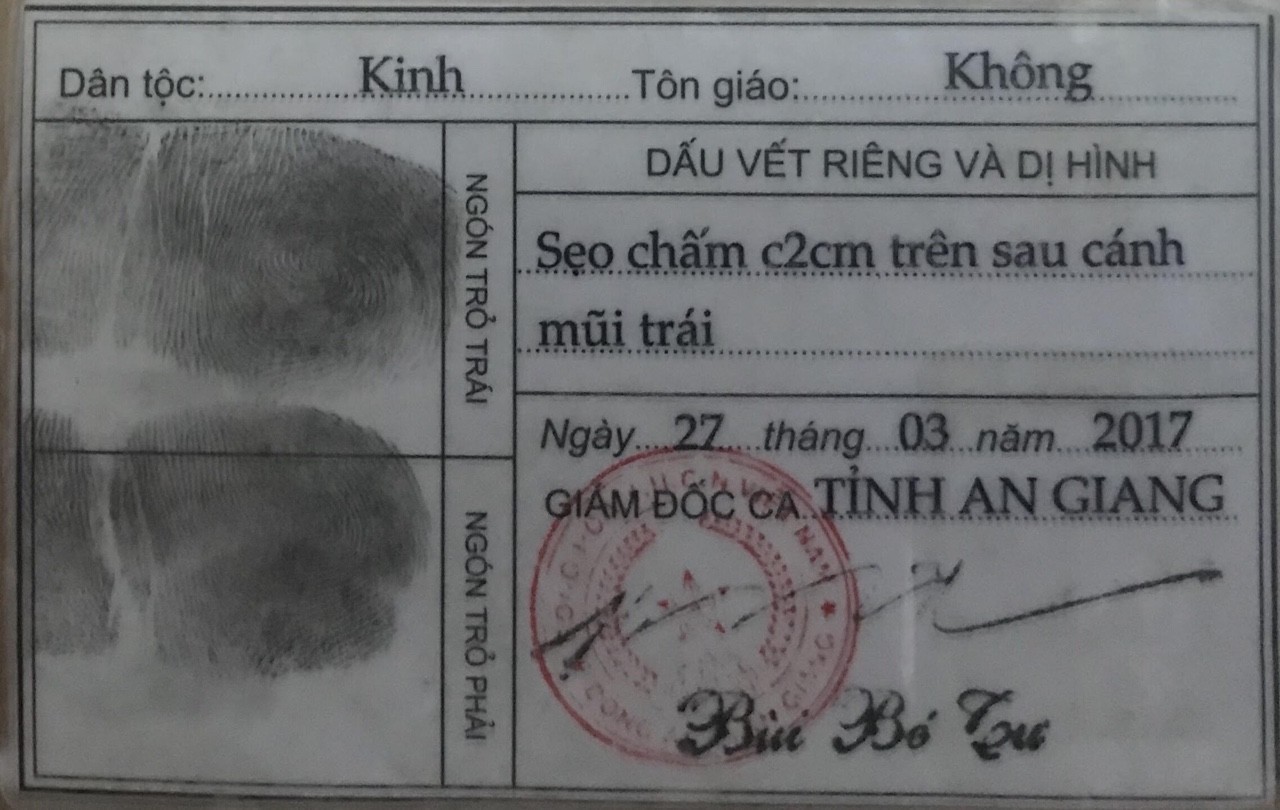 Dân tộc: Kinh Tôn giáo: Không
NGÓN TRỎ TRÁI
NGÓN TRỎ PHẢI
DẤU VẾT RIÊNG VÀ DỊ HÌNH
Sẹo chấm c2cm trên sau cánh
mũi trái
Ngày 27 tháng 03 năm 2017
GIÁM ĐỐC CA TỈNH AN GIANG
Bùi Bé Tư